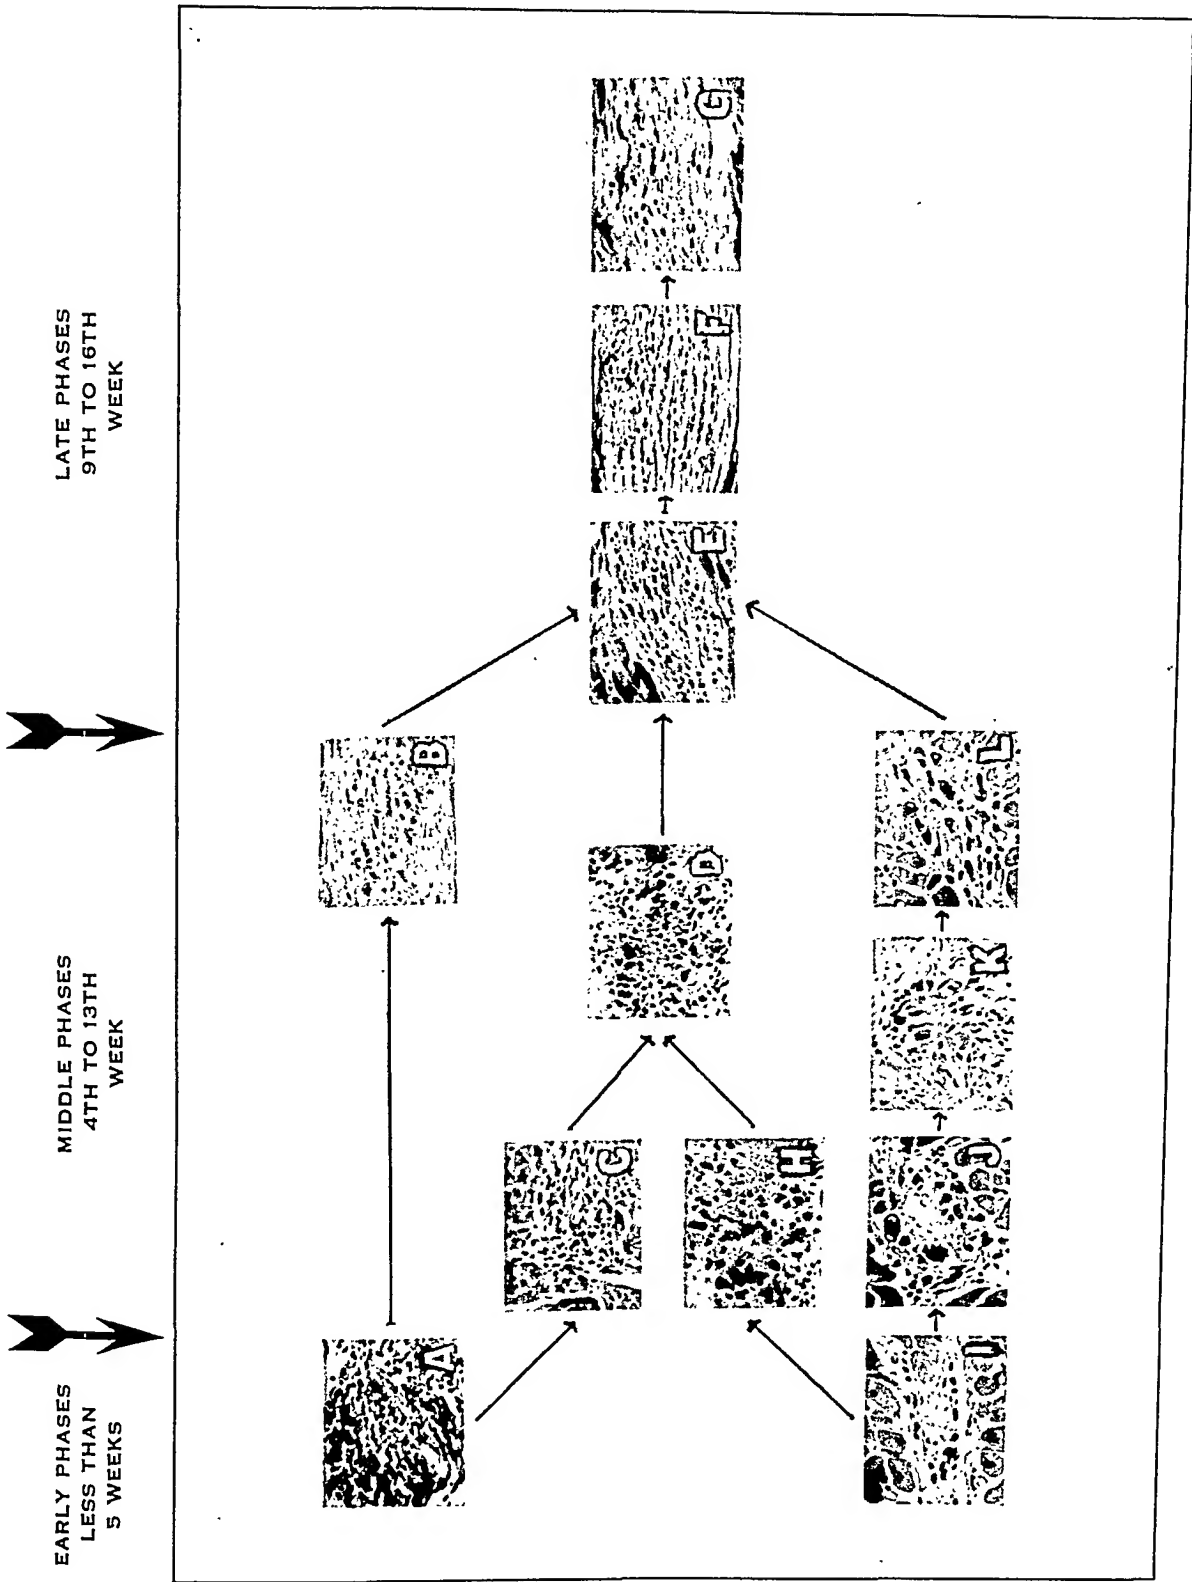 EARLY PHASES
LESS THAN
5 WEEKS
MIDDLE PHASES
4TH TO 13TH
WEEK
LATE PHASES
9TH TO 16TH
WEEK
A
B
C
D
E
F
G
H
I
J
K
L